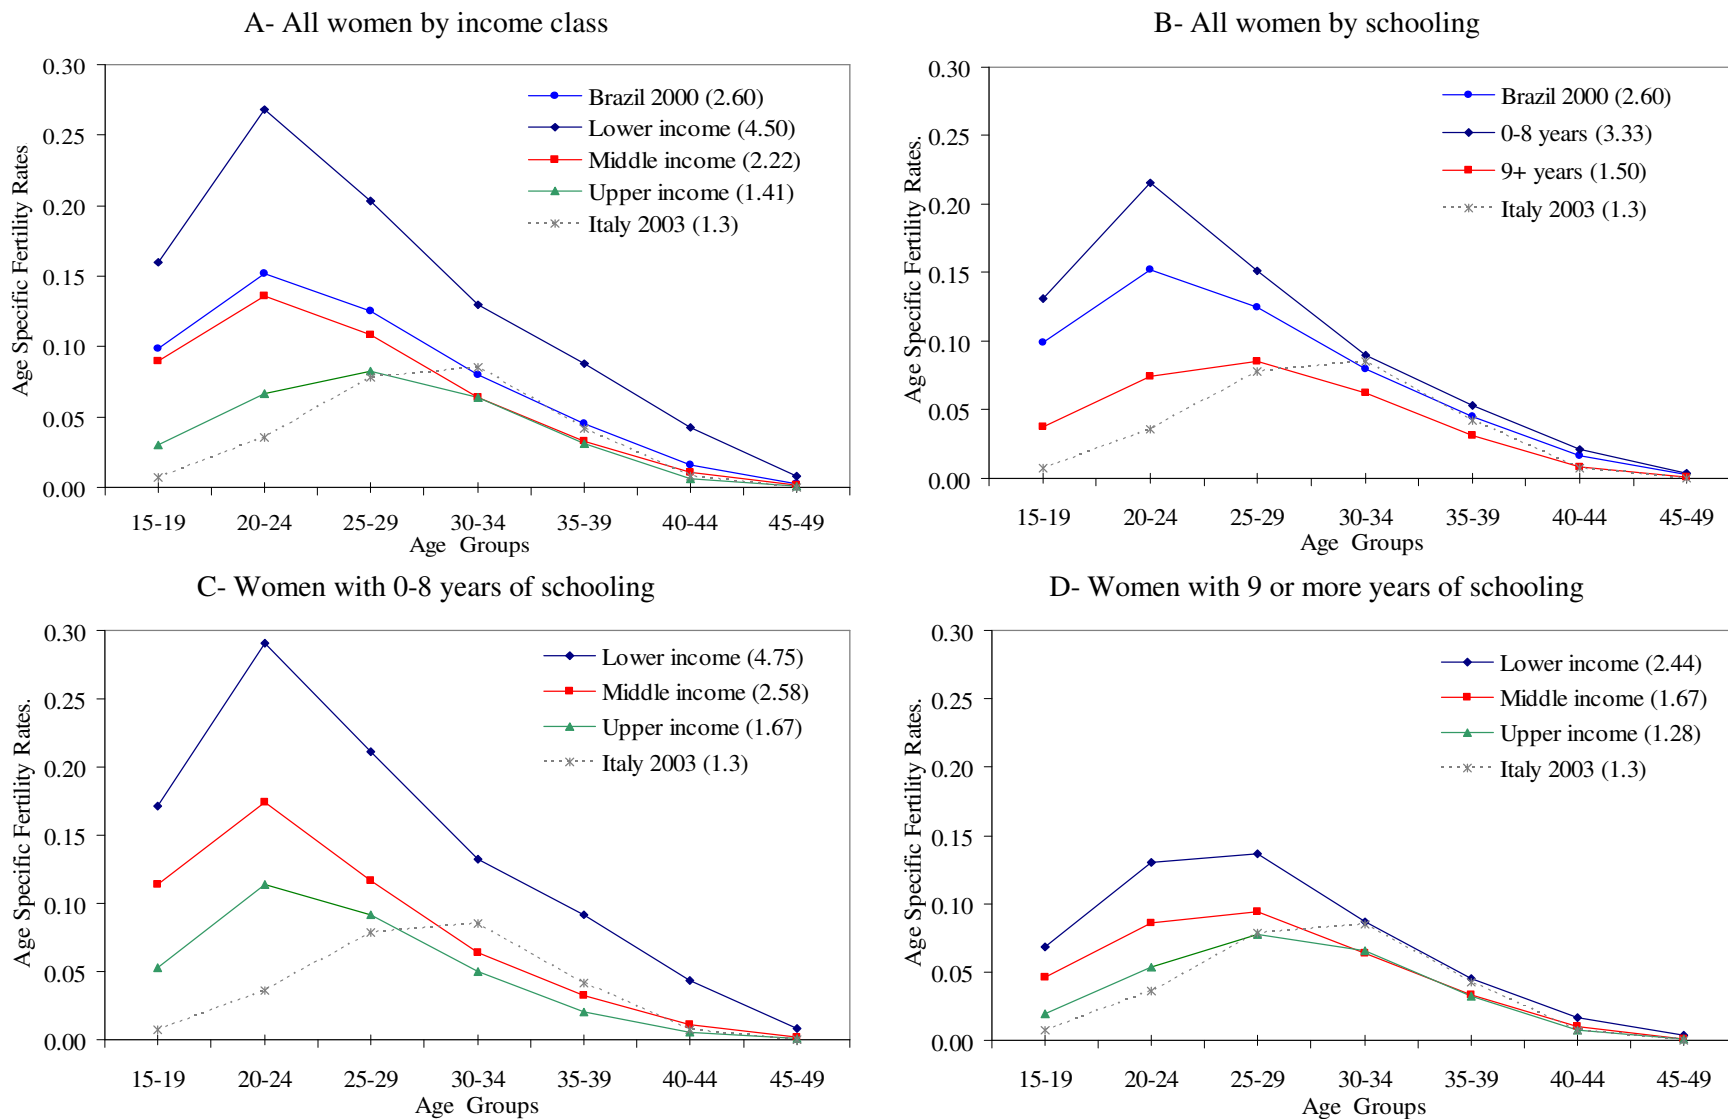 A- All women by income class
0.30
0.25
0.20
0.15
0.10
0.05
0.00
Age Specific Fertility Rates.
Brazil 2000 (2.60)
Lower income (4.50)
Middle income (2.22)
Upper income (1.41)
Italy 2003 (1.3)
15-19 20-24 25-29 30-34 35-39 40-44 45-49
Age Groups
B- All women by schooling
0.30
0.25
0.20
0.15
0.10
0.05
0.00
Age Specific Fertility Rates.
Brazil 2000 (2.60)
0-8 years (3.33)
9+ years (1.50)
Italy 2003 (1.3)
15-19 20-24 25-29 30-34 35-39 40-44 45-49
Age Groups
C- Women with 0-8 years of schooling
0.30
0.25
0.20
0.15
0.10
0.05
0.00
Age Specific Fertility Rates.
Lower income (4.75)
Middle income (2.58)
Upper income (1.67)
Italy 2003 (1.3)
15-19 20-24 25-29 30-34 35-39 40-44 45-49
Age Groups
D- Women with 9 or more years of schooling
0.30
0.25
0.20
0.15
0.10
0.05
0.00
Age Specific Fertility Rates.
Lower income (2.44)
Middle income (1.67)
Upper income (1.28)
Italy 2003 (1.3)
15-19 20-24 25-29 30-34 35-39 40-44 45-49
Age Groups